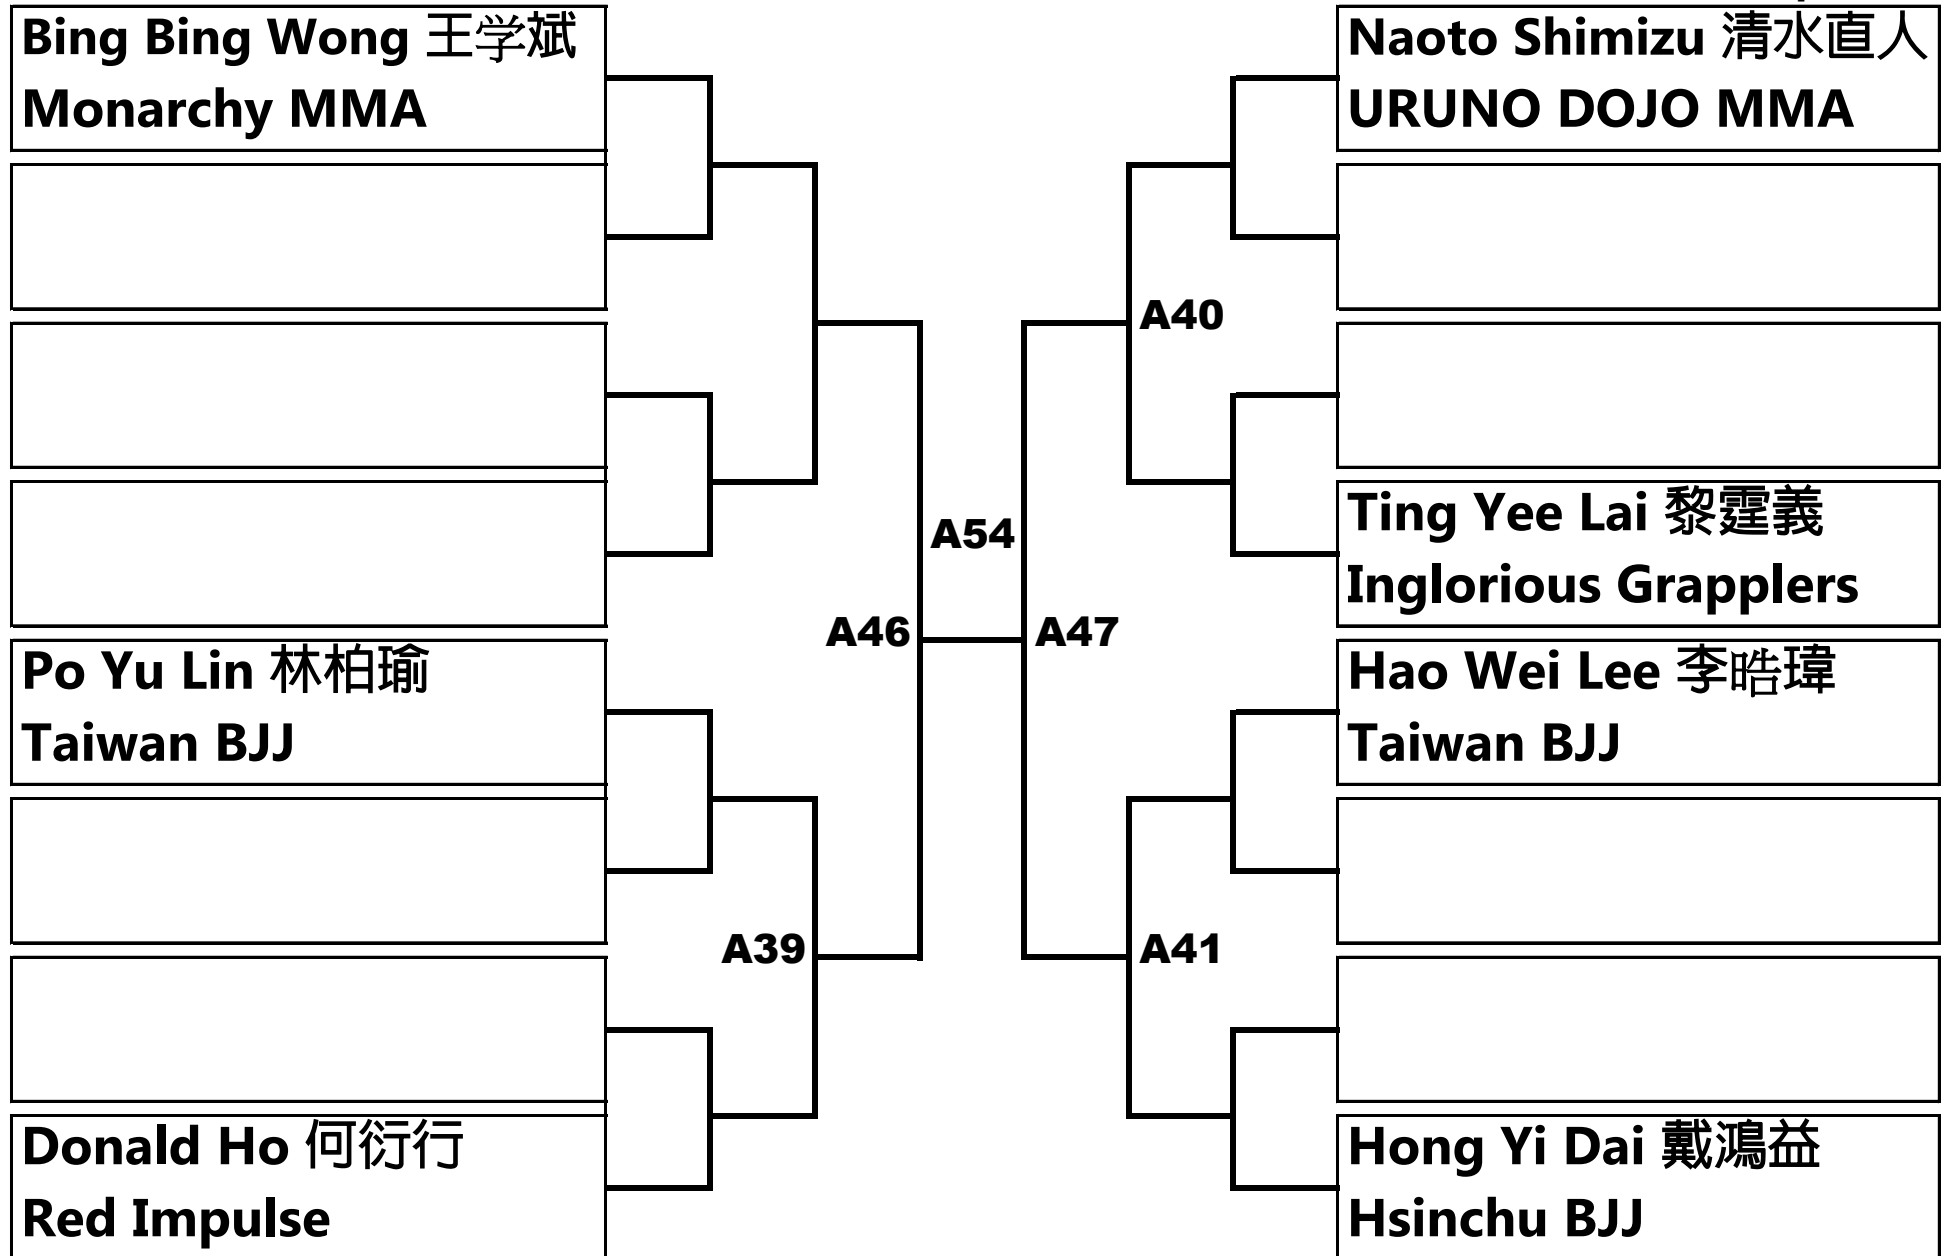 Bing Bing Wong 王学斌
Monarchy MMA
Po Yu Lin 林柏瑜
Taiwan BJJ
Donald Ho 何衍行
Red Impulse
A39
A46
A54
A47
A40
A41
Naoto Shimizu 清水直人
URUNO DOJO MMA
Ting Yee Lai 黎霆義
Inglorious Grapplers
Hao Wei Lee 李晧瑋
Taiwan BJJ
Hong Yi Dai 戴鴻益
Hsinchu BJJ